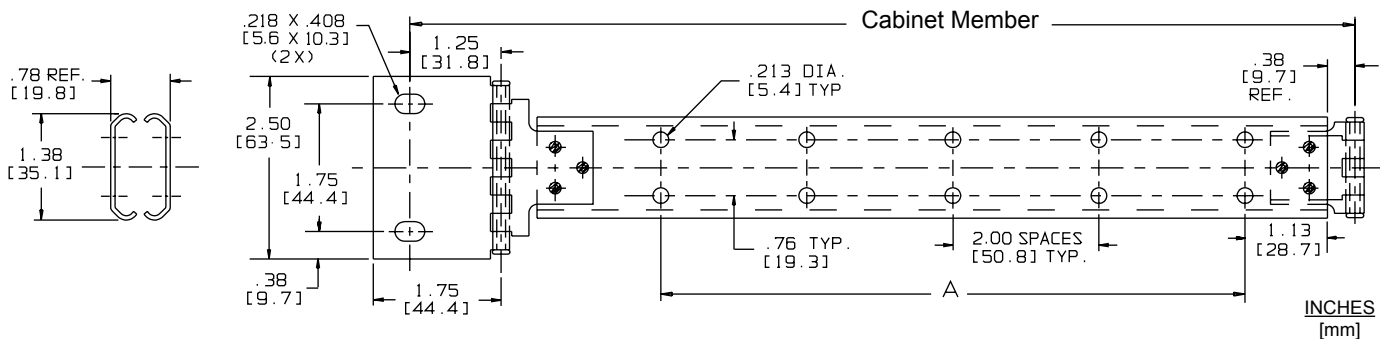 .218 X .408
[5.6 X 10.3]
(2X)
Cabinet Member
1.25
[31.8]
.78 REF.
[19.8]
.213 DIA.
[5.4] TYP
.38
[9.7]
REF.
2.50
[63.5]
1.38
[35.1]
1.75
[44.4]
.76 TYP.
[19.3]
2.00 SPACES
[50.8] TYP.
1.13
[28.7]
.38
[9.7]
1.75
[44.4]
A
INCHES
[mm]